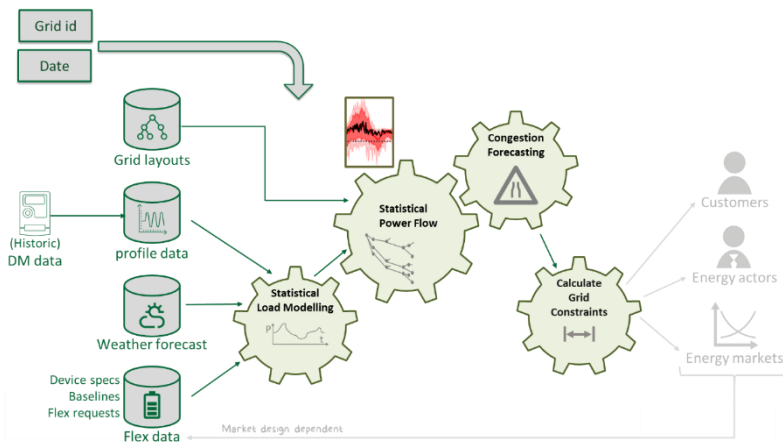 Grid id
Date
Grid layouts
(Historic)
DM data
profile data
Weather forecast
Device specs
Baselines
Flex requests
Flex data
Statistical
Load Modelling
P
t
Statistical
Power Flow
Congestion
Forecasting
Calculate
Grid
Constraints
Customers
Energy actors
Energy markets
Market design dependent